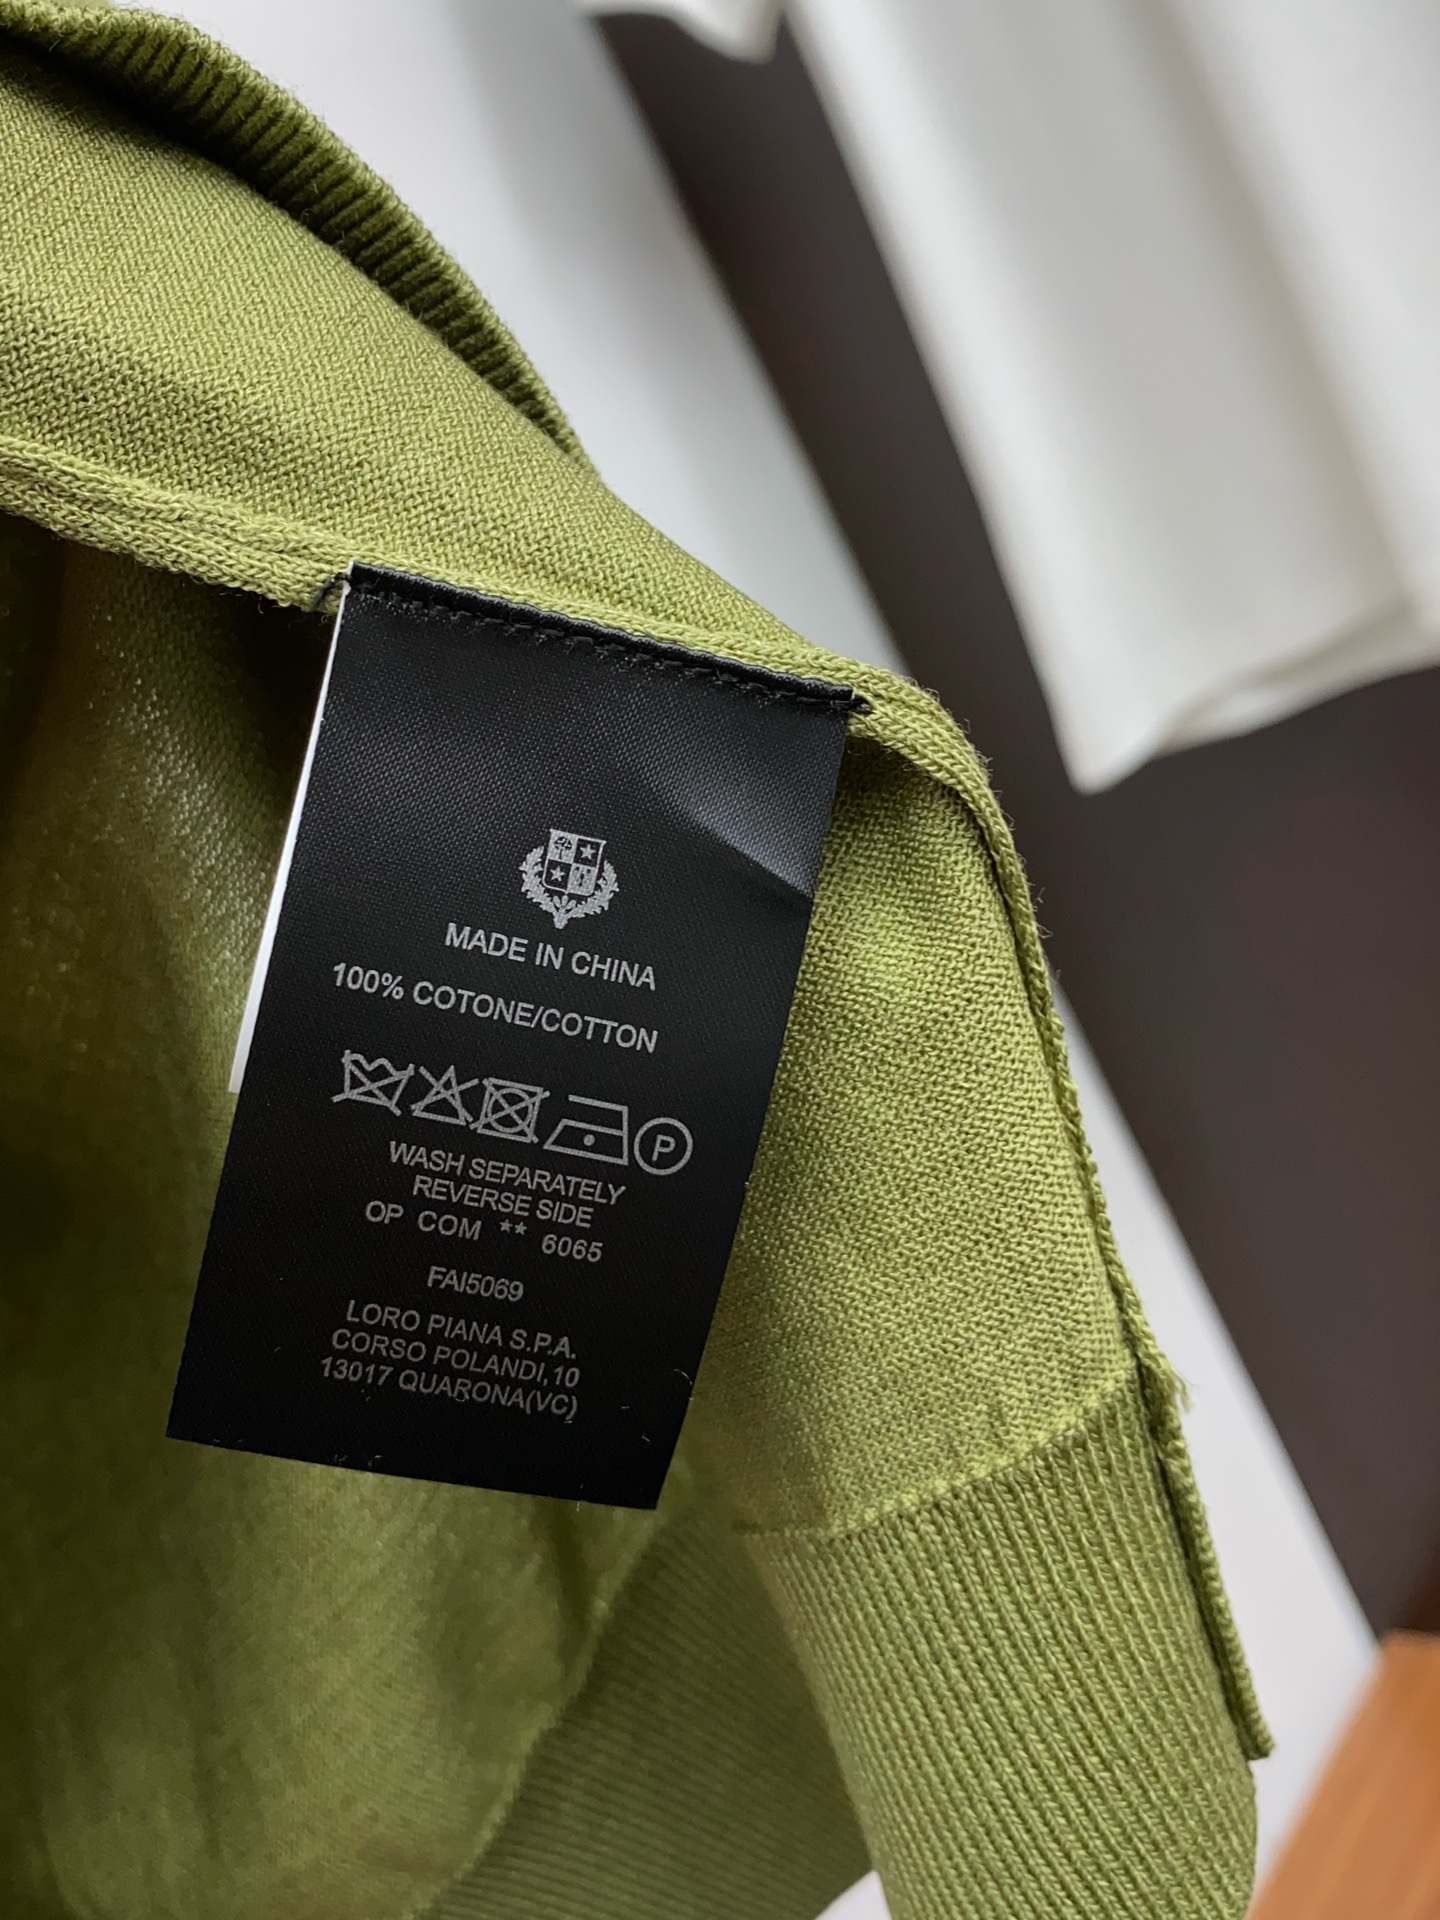 MADE IN CHINA
100% COTONE/COTTON
P
WASH SEPARATELY
REVERSE SIDE
OP COM ** 6065
FAI5069
LORO PIANA S.P.A.
CORSO POLANDI,10
13017 QUARONA(VC)